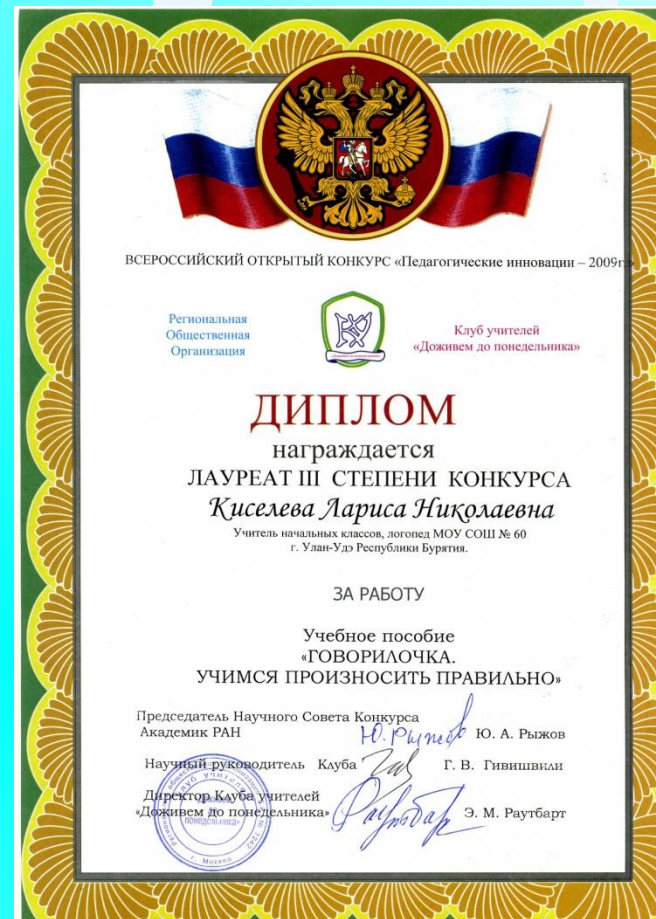 ВСЕРОССИЙСКИЙ ОТКРЫТЫЙ КОНКУРС «Педагогические инновации – 2009г.»
Региональная
Общественная
Организация
Клуб учителей
«Доживем до понедельника»
ДИПЛОМ
награждается
ЛАУРЕАТ III СТЕПЕНИ КОНКУРСА
Киселева Лариса Николаевна
Учитель начальных классов, логопед МОУ СОШ № 60
г. Улан-Удэ Республики Бурятия.
ЗА РАБОТУ
Учебное пособие
«ГОВОРИЛОЧКА.
УЧИМСЯ ПРОИЗНОСИТЬ ПРАВИЛЬНО»
Председатель Научного Совета Конкурса
Академик РАН Ю. Рыжов Ю. А. Рыжов
Научный руководитель Клуба Г. В. Гивишвили
Директор Клуба учителей
«Доживем до понедельника» Раутбарт Э. М. Раутбарт